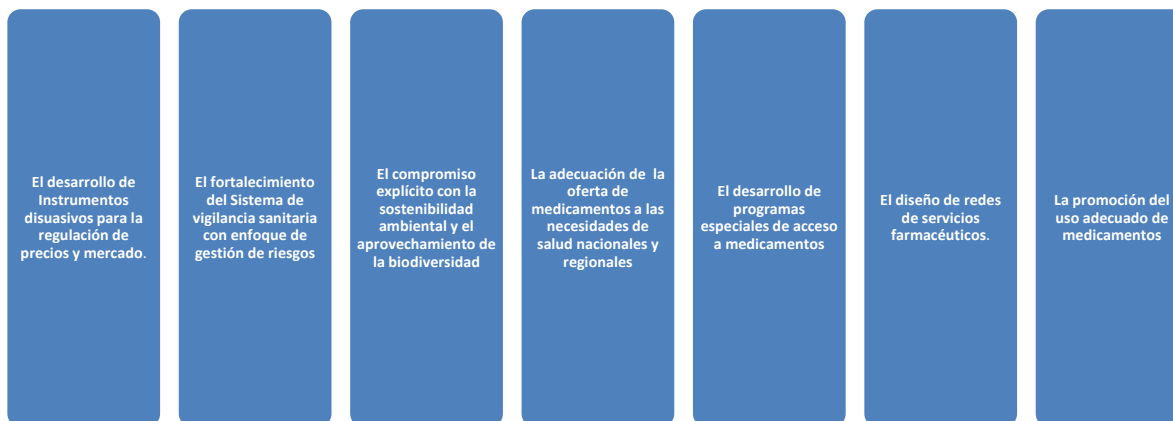 El desarrollo de
Instrumentos
disuasivos para la
regulación de
precios y mercado.
El fortalecimiento
del Sistema de
vigilancia sanitaria
con enfoque de
gestión de riesgos
El compromiso
explícito con la
sostenibilidad
ambiental y el
aprovechamiento de
la biodiversidad
La adecuación de la
oferta de
medicamentos a las
necesidades de
salud nacionales y
regionales
El desarrollo de
programas
especiales de acceso
a medicamentos
El diseño de redes
de servicios
farmacéuticos.
La promoción del
uso adecuado de
medicamentos